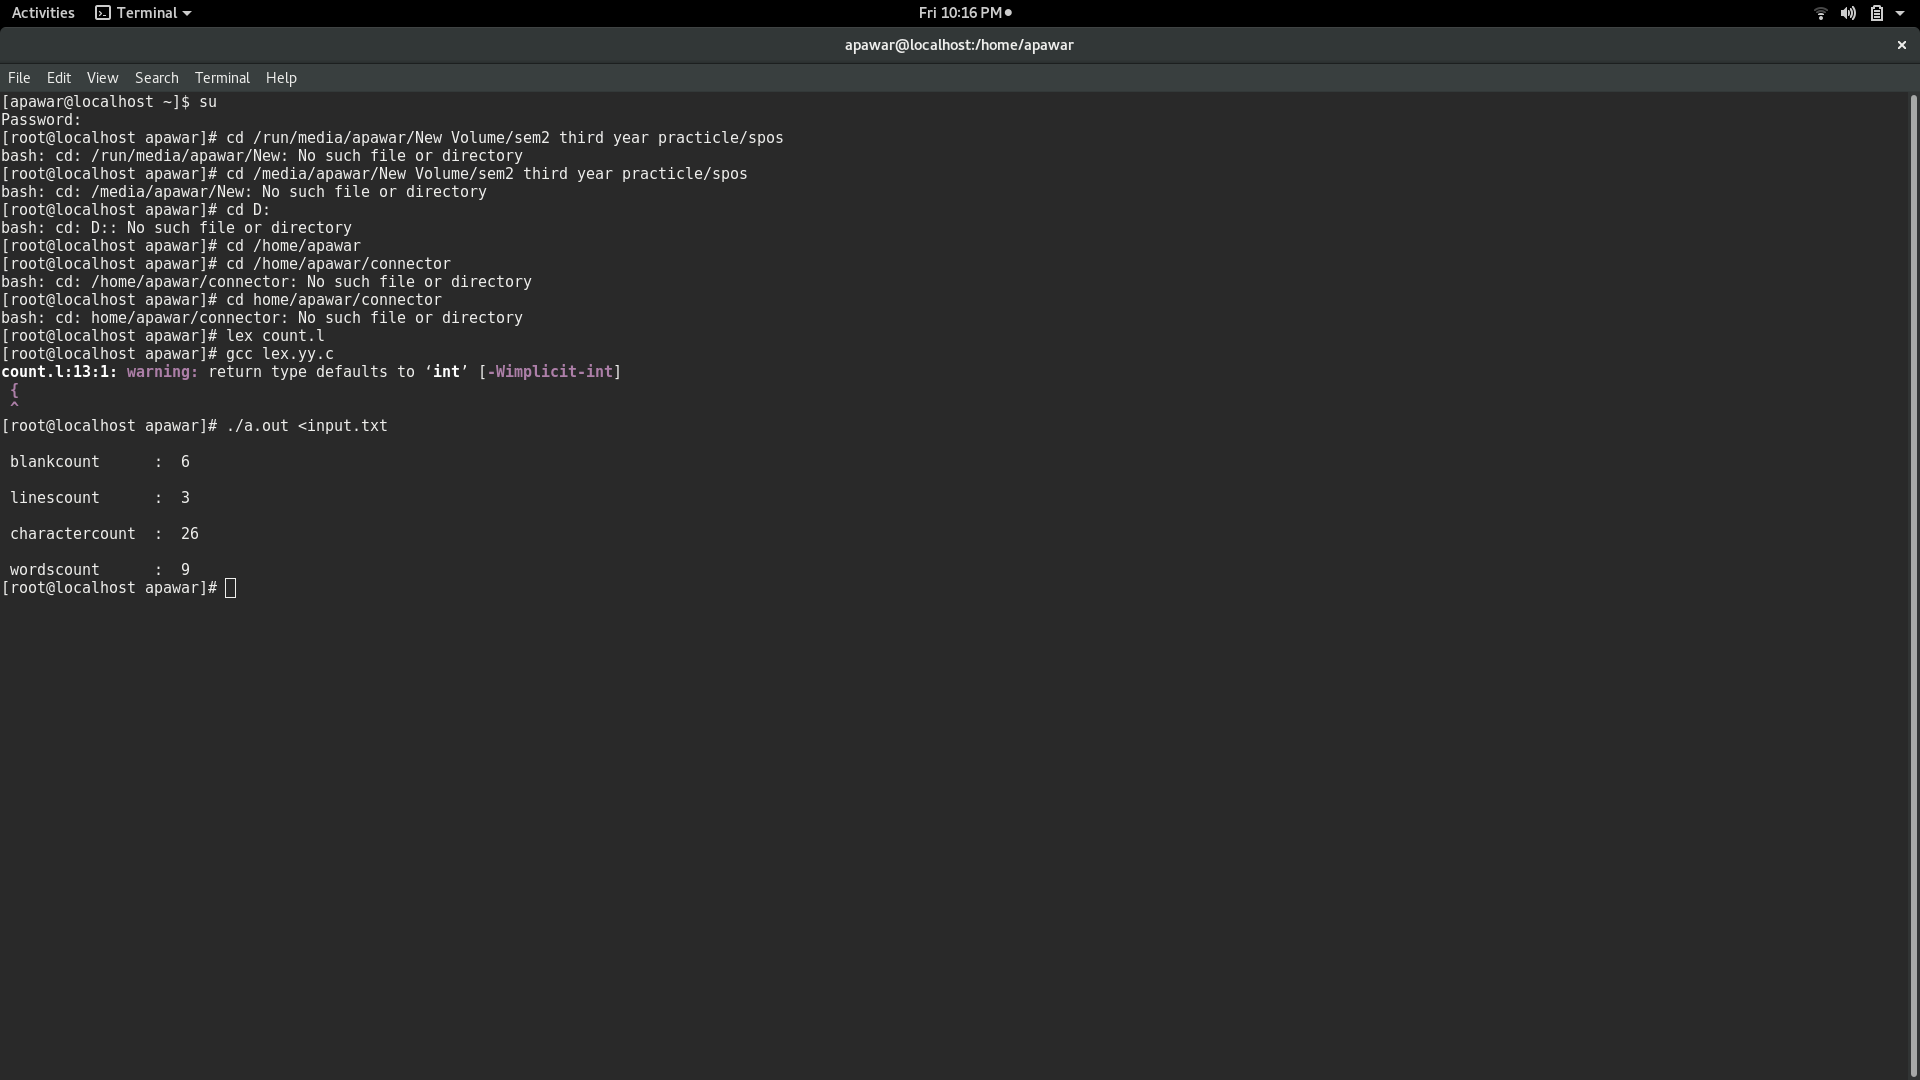 Activities Terminal Fri 10:16 PM
apawar@localhost:/home/apawar
File Edit View Search Terminal Help
[apawar@localhost ~]$ su
Password:
[root@localhost apawar]# cd /run/media/apawar/New Volume/sem2 third year practicle/spos
bash: cd: /run/media/apawar/New: No such file or directory
[root@localhost apawar]# cd /media/apawar/New Volume/sem2 third year practicle/spos
bash: cd: /media/apawar/New: No such file or directory
[root@localhost apawar]# cd D:
bash: cd: D:: No such file or directory
[root@localhost apawar]# cd /home/apawar
[root@localhost apawar]# cd /home/apawar/connector
bash: cd: /home/apawar/connector: No such file or directory
[root@localhost apawar]# cd home/apawar/connector
bash: cd: home/apawar/connector: No such file or directory
[root@localhost apawar]# lex count.l
[root@localhost apawar]# gcc lex.yy.c
count.l:13:1: warning: return type defaults to ‘int’ [-Wimplicit-int]
{
^
[root@localhost apawar]# ./a.out <input.txt
blankcount : 6
linescount : 3
charactercount : 26
wordscount : 9
[root@localhost apawar]#